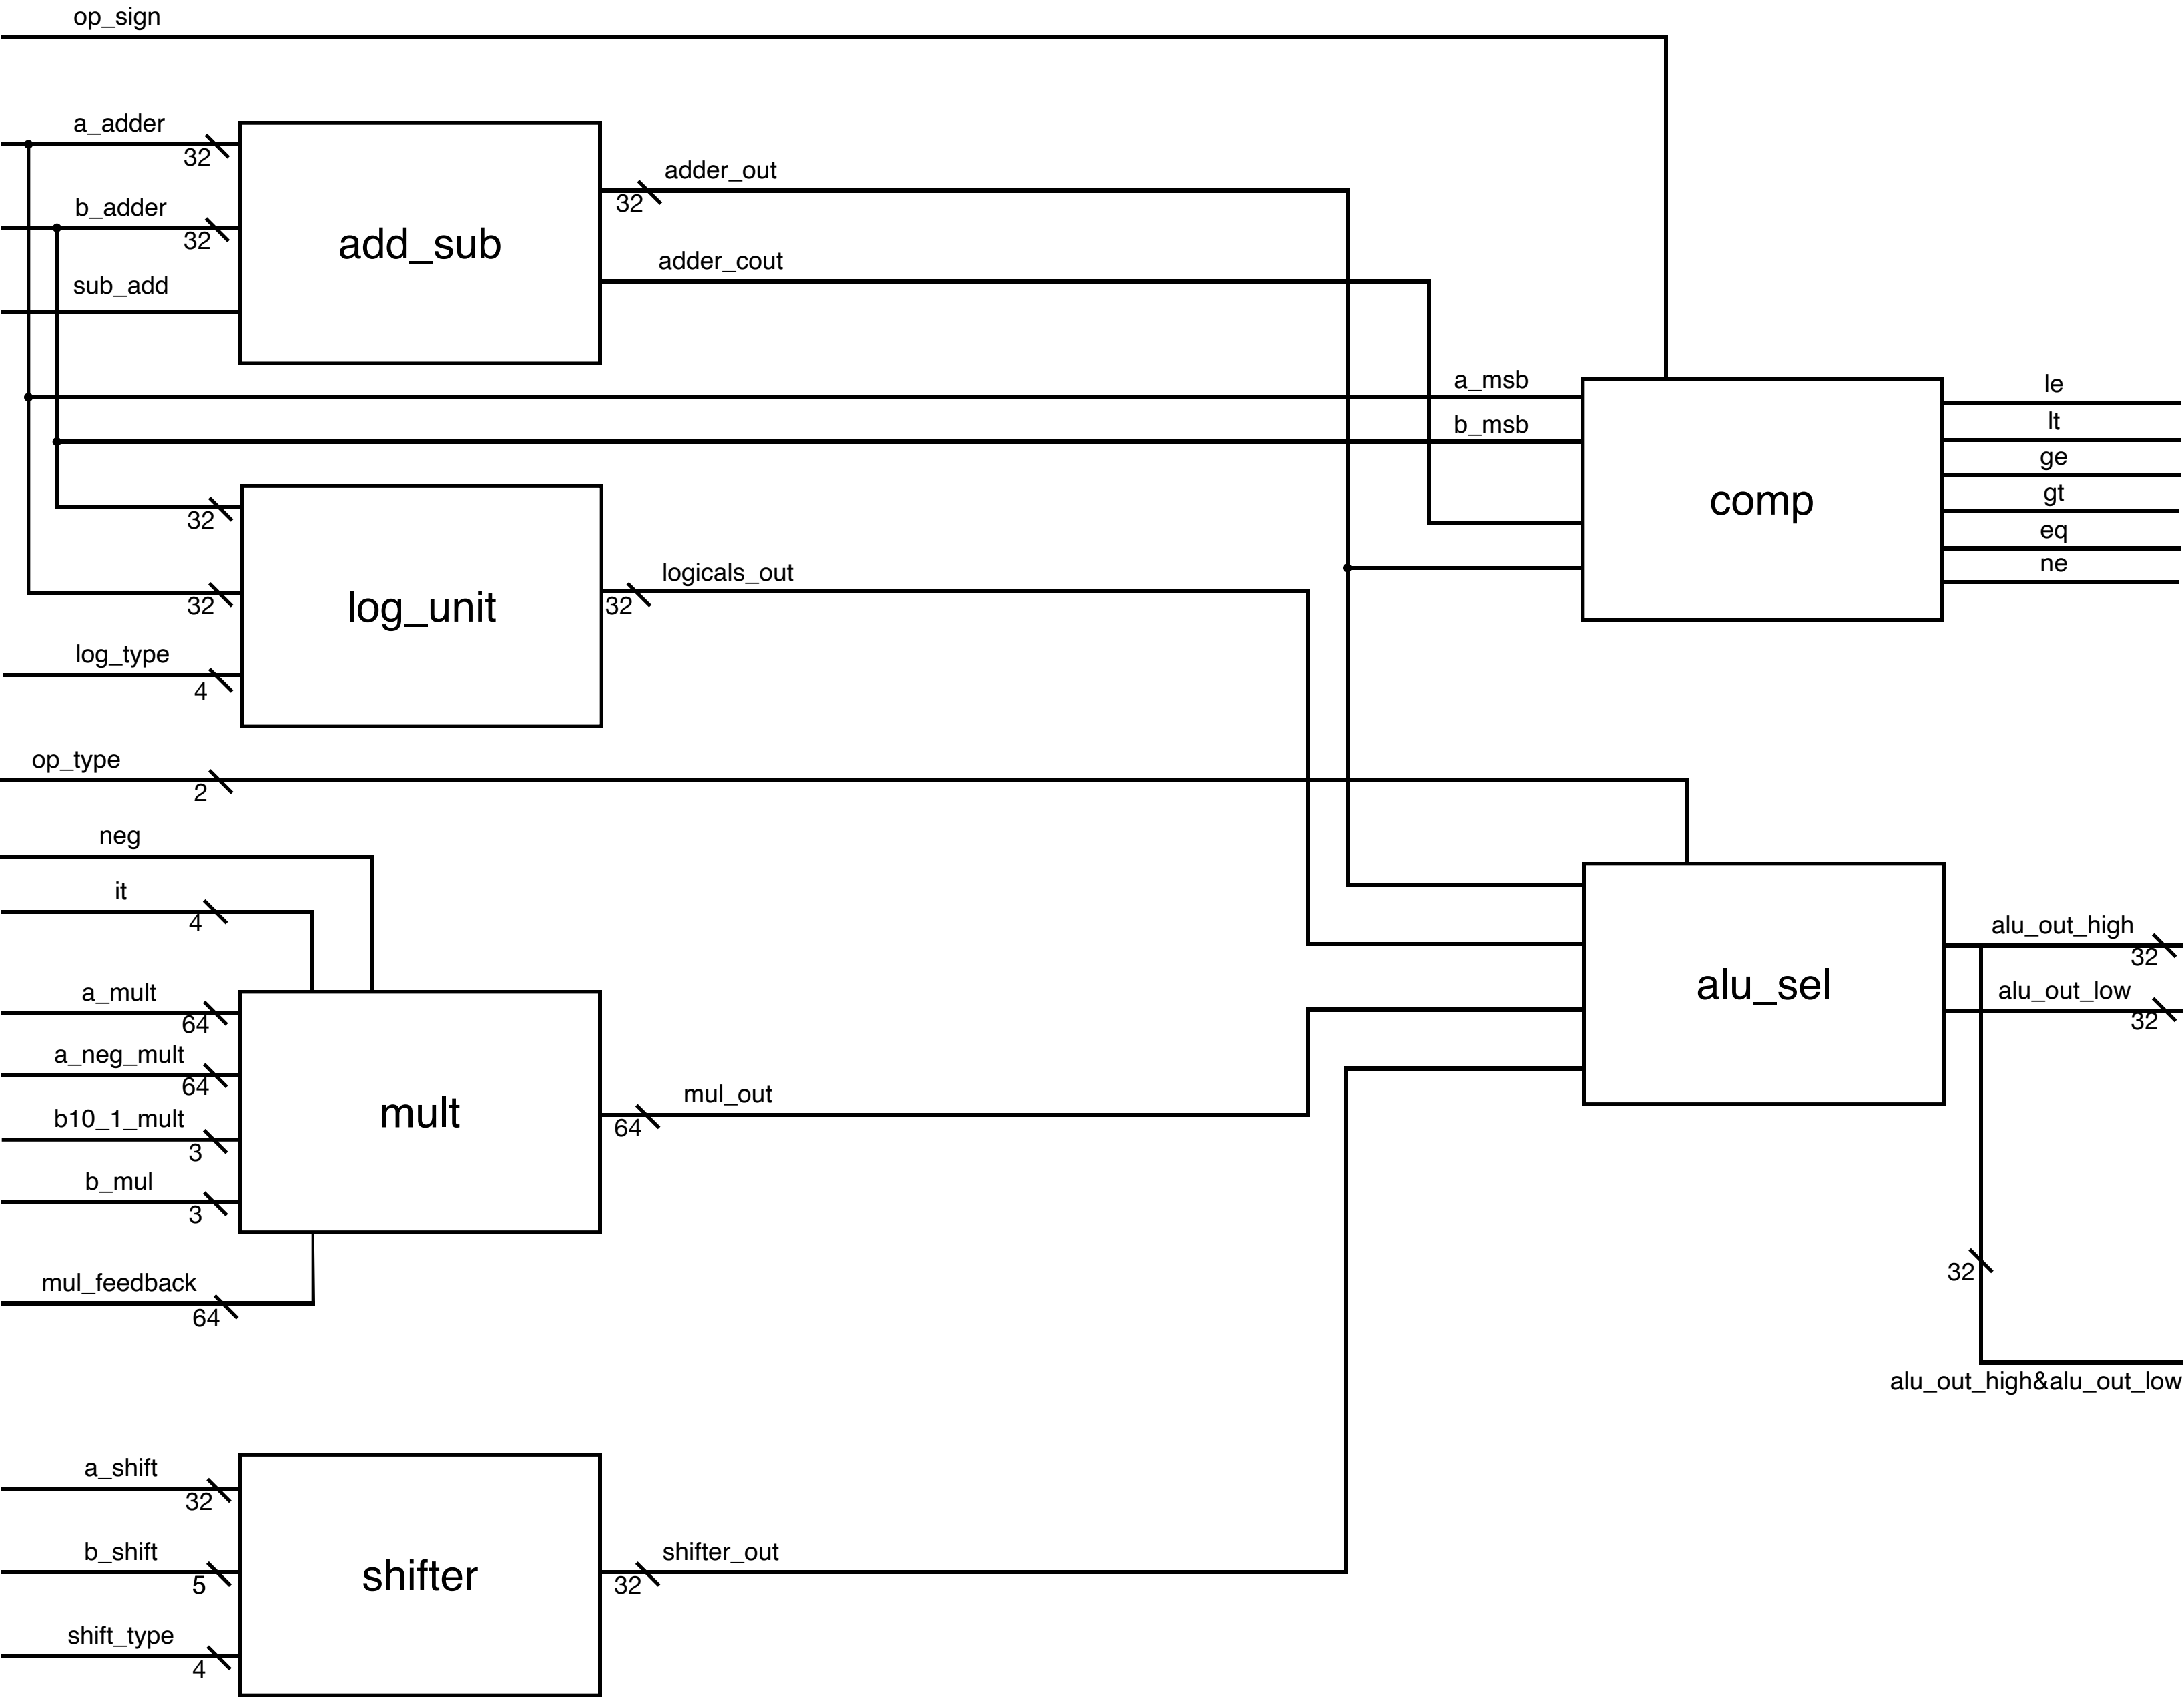 op_sign
a_adder
32
b_adder
32
sub_add
add_sub
adder_out
32
adder_cout
a_msb
b_msb
comp
le
lt
ge
gt
eq
ne
32
32
log_type
4
log_unit
logicals_out
32
op_type
2
neg
it
4
a_mult
64
a_neg_mult
64
b10_1_mult
3
b_mul
3
mul_feedback
64
mult
mul_out
64
alu_sel
alu_out_high
32
alu_out_low
32
32
alu_out_high&alu_out_low
a_shift
32
b_shift
5
shift_type
4
shifter
shifter_out
32